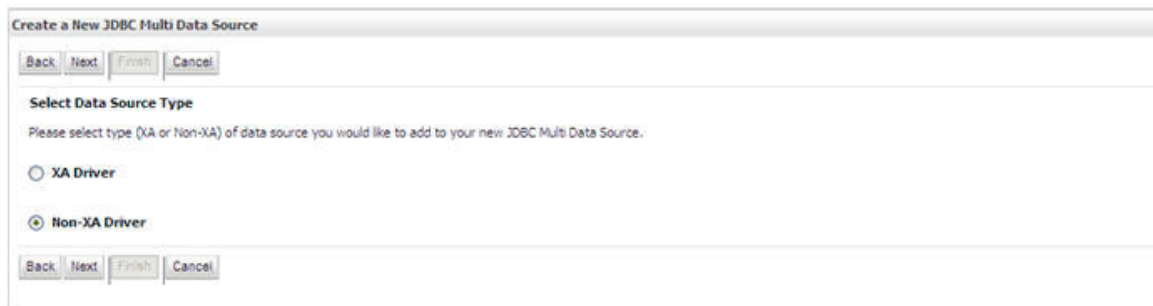 Create a New JDBC Multi Data Source
Back Next Finish Cancel
Select Data Source Type
Please select type (XA or Non-XA) of data source you would like to add to your new JDBC Multi Data Source.
XA Driver
Non-XA Driver
Back Next Finish Cancel